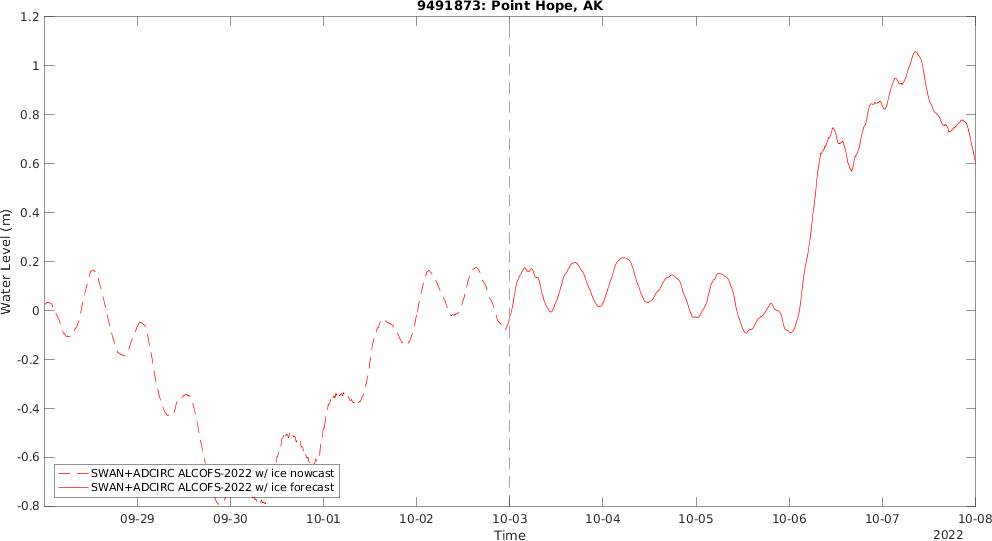 9491873: Point Hope, AK
1.2
1
0.8
0.6
0.4
0.2
0
-0.2
-0.4
-0.6
-0.8
Water Level (m)
SWAN+ADCIRC ALCOFS-2022 w/ ice nowcast
SWAN+ADCIRC ALCOFS-2022 w/ ice forecast
09-29 09-30 10-01 10-02 10-03 10-04 10-05 10-06 10-07 10-08
Time
2022